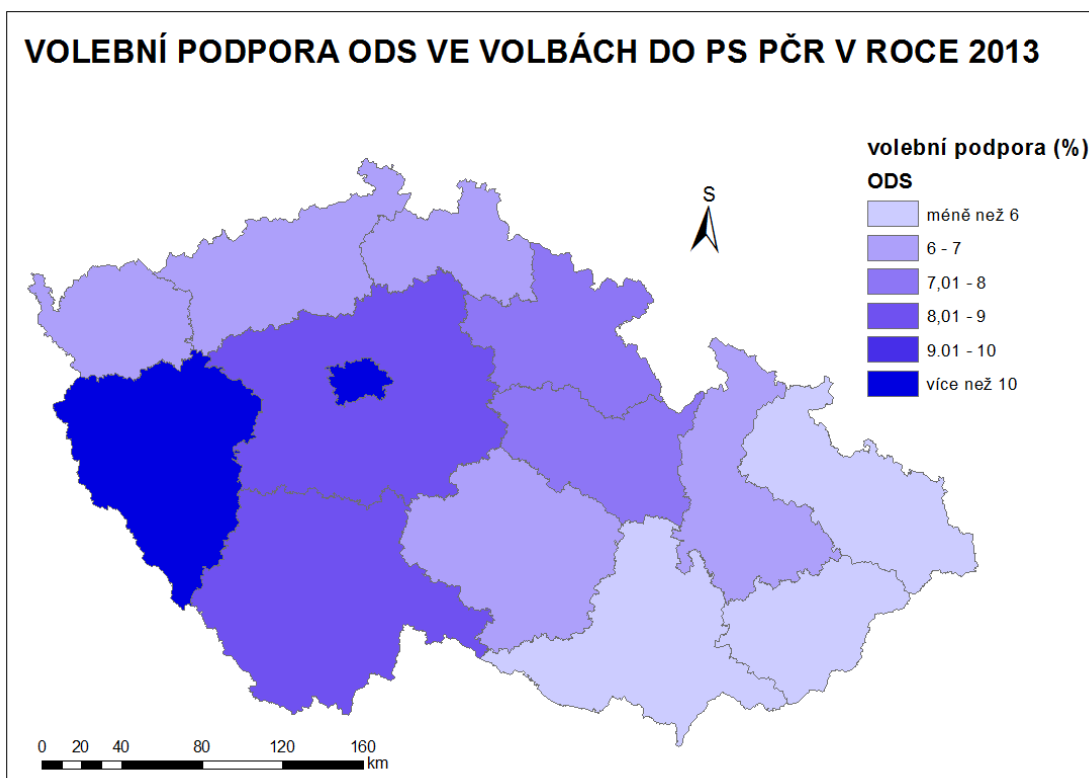 VOLEBNÍ PODPORA ODS VE VOLBÁCH DO PS PČR V ROCE 2013
volební podpora (%)
ODS
méně než 6
6 - 7
7,01 - 8
8,01 - 9
9.01 - 10
více než 10
S
0 20 40 80 120 160
km